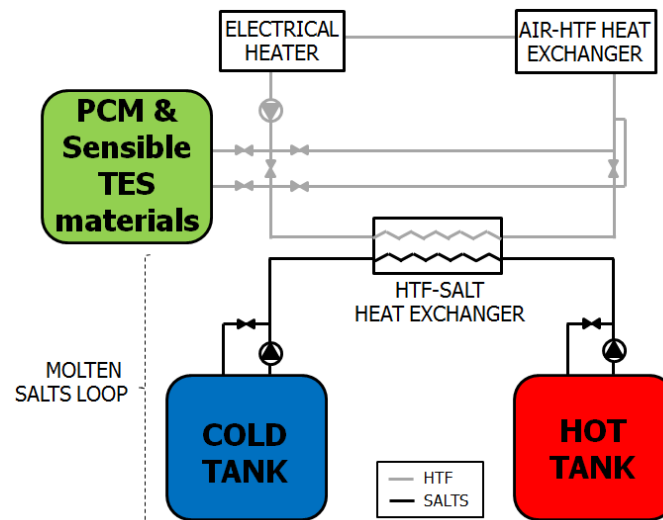 ELECTRICAL
HEATER
AIR-HTF HEAT
EXCHANGER
PCM &
Sensible
TES
materials
HTF-SALT
HEAT EXCHANGER
MOLTEN
SALTS LOOP
COLD
TANK
HOT
TANK
HTF
SALTS